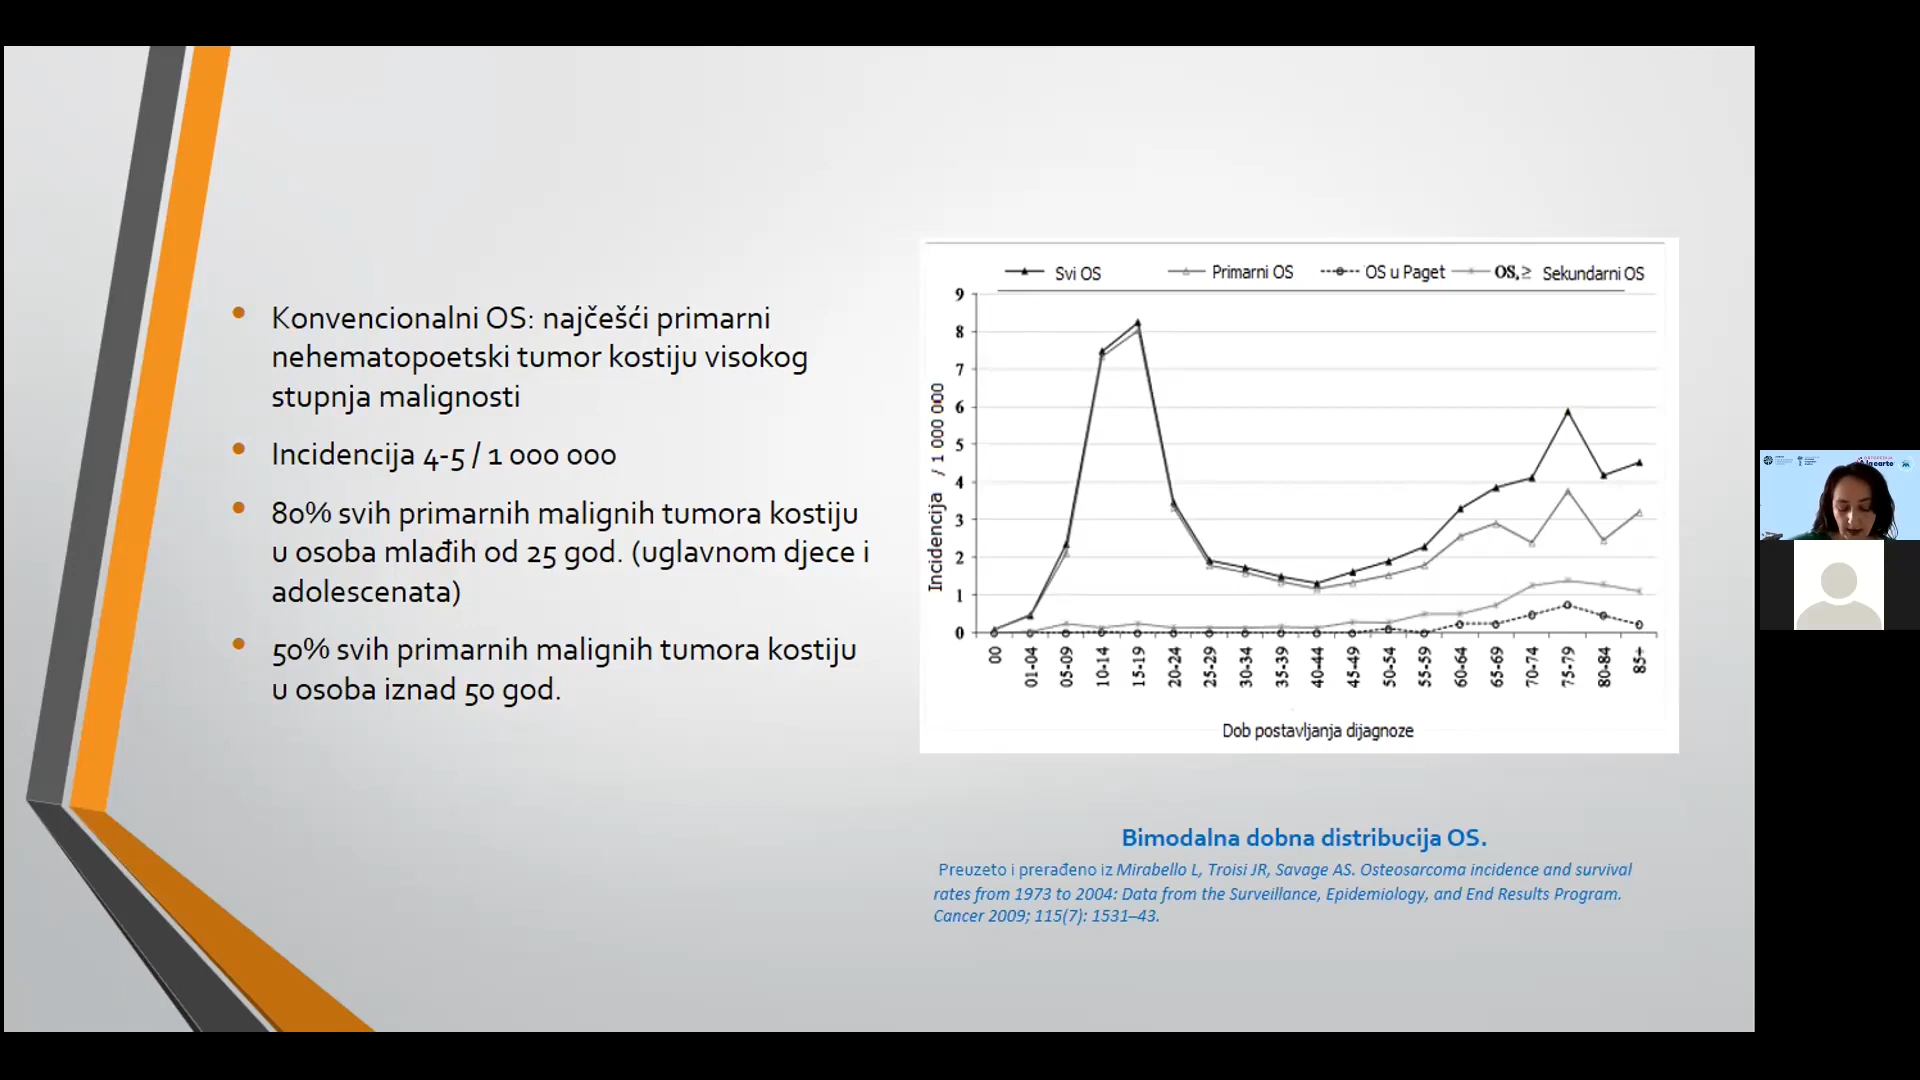 Konvencionalni OS: najčešći primarni
nehematopoetski tumor kostiju visokog
stupnja malignosti
Incidencija 4-5 / 1 000 000
80% svih primarnih malignih tumora kostiju
u osoba mlađih od 25 god. (uglavnom djece i
adolescenata)
50% svih primarnih malignih tumora kostiju
u osoba iznad 50 god.
Svi OS Primarni OS OS u Paget OS,≥ Sekundarni OS
9
8
7
6
5
4
3
2
1
0
Incidencija / 1 000 000
00 01-04 05-09 10-14 15-19 20-24 25-29 30-34 35-39 40-44 45-49 50-54 55-59 60-64 65-69 70-74 75-79 80-84 85+
Dob postavljanja dijagnoze
Bimodalna dobna distribucija OS.
Preuzeto i prerađeno iz Mirabello L, Troisi JR, Savage AS. Osteosarcoma incidence and survival
rates from 1973 to 2004: Data from the Surveillance, Epidemiology, and End Results Program.
Cancer 2009; 115(7): 1531–43.